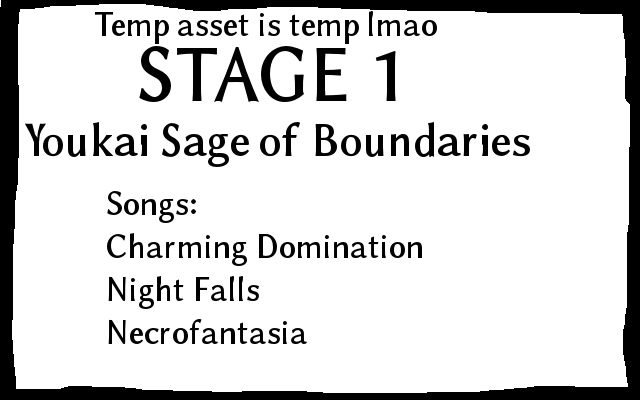 Temp asset is temp lmao
STAGE 1
Youkai Sage of Boundaries
Songs:
Charming Domination
Night Falls
Necrofantasia